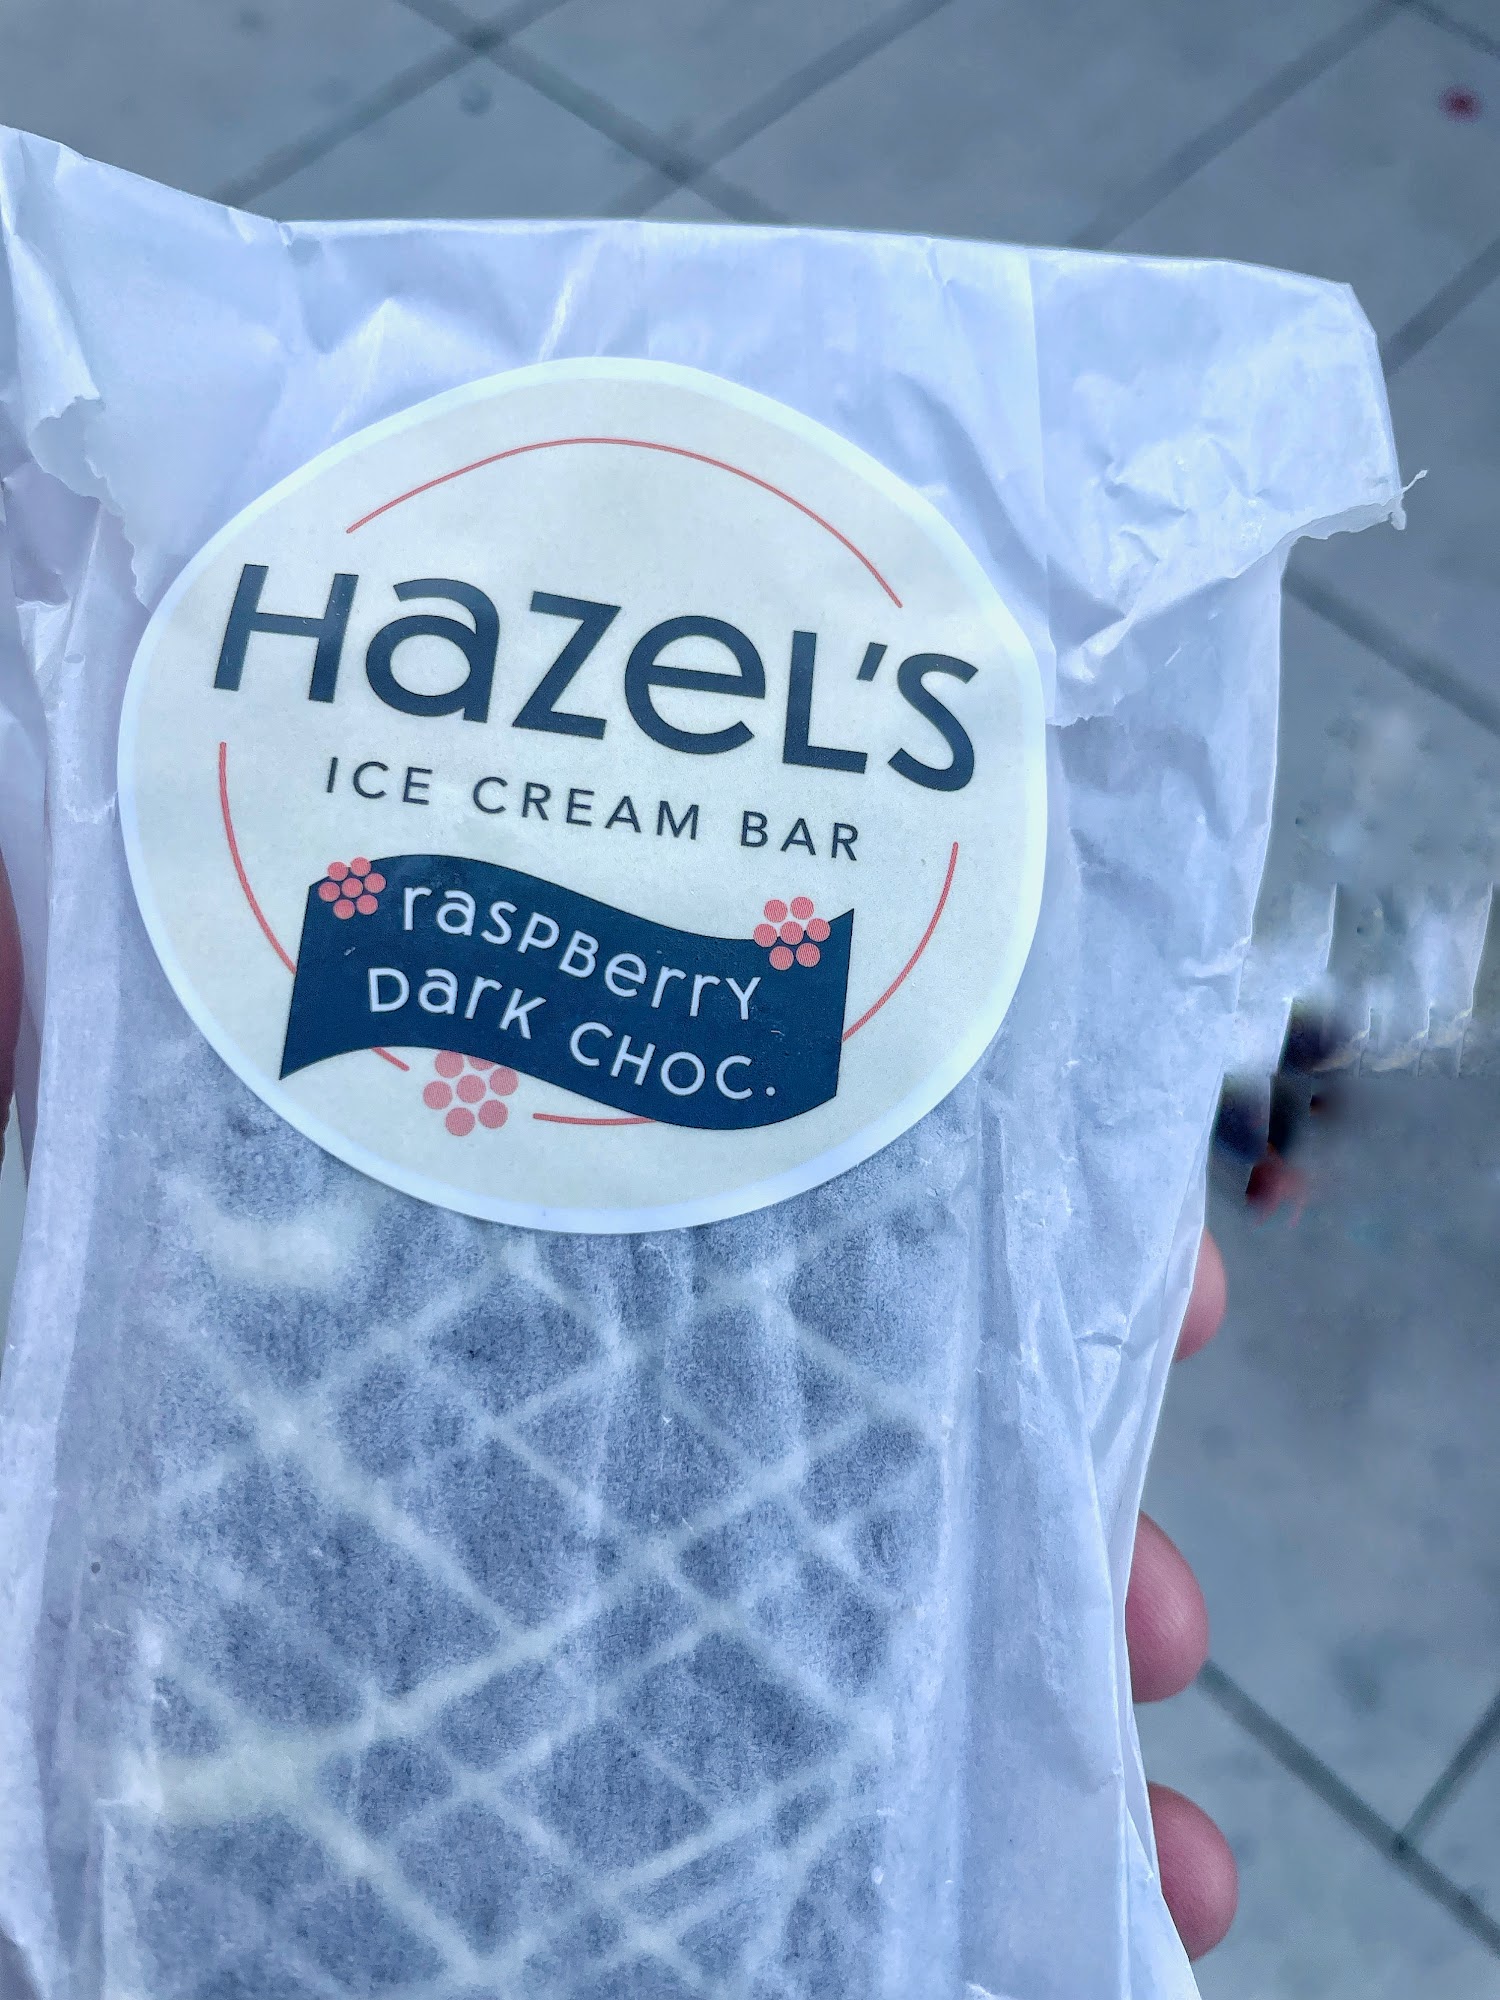 HazeL's
ICE CREAM BAR
rasPBerrY
Dark CHOC.